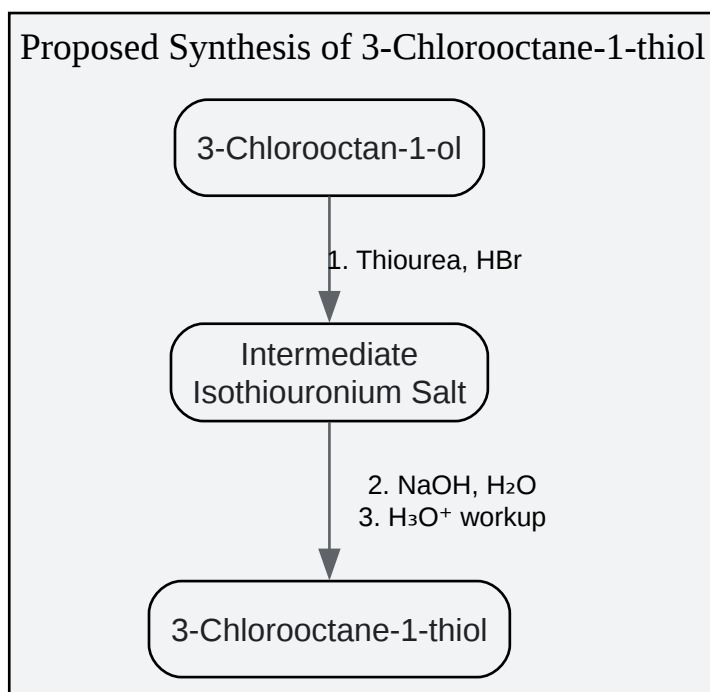 Proposed Synthesis of 3-Chlorooctane-1-thiol
3-Chlorooctan-1-ol
1. Thiourea, HBr
Intermediate
Isothiouronium Salt
2. NaOH, H₂O
3. H₃O⁺ workup
3-Chlorooctane-1-thiol